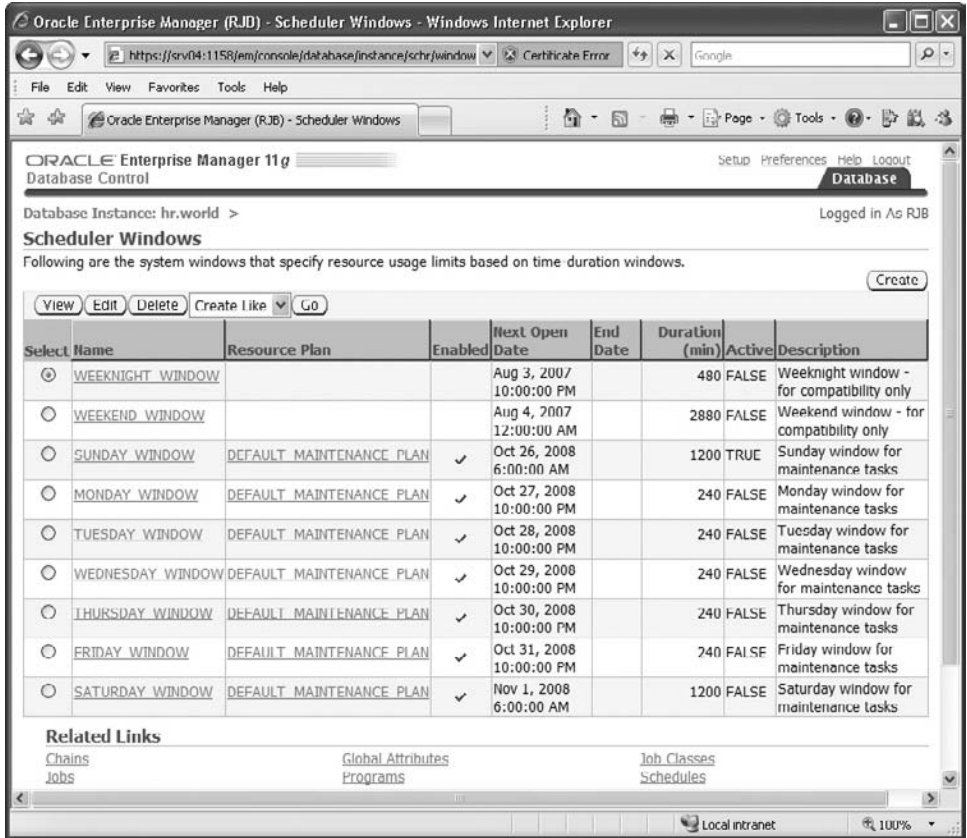 Oracle Enterprise Manager (RJB) - Scheduler Windows - Windows Internet Explorer
https://srv04:1158/em/console/database/instance/schr/window
Certificate Error
Google
File Edit View Favorites Tools Help
Oracle Enterprise Manager (RJB) - Scheduler Windows
Page Tools
ORACLE Enterprise Manager 11g
Database Control
Setup Preferences Help Logout
Database
Database Instance: hr.world >
Logged in As RJB
Scheduler Windows
Following are the system windows that specify resource usage limits based on time-duration windows.
Create
View Edit Delete Create Like Go
Select Name Resource Plan Enabled Next Open Date End Date Duration (min) Active Description
WEEKNIGHT_WINDOW Aug 3, 2007 10:00:00 PM 480 FALSE Weeknight window - for compatibility only
WEEKEND_WINDOW Aug 4, 2007 12:00:00 AM 2880 FALSE Weekend window - for compatibility only
SUNDAY_WINDOW DEFAULT_MAINTENANCE_PLAN Oct 26, 2008 6:00:00 AM 1200 TRUE Sunday window for maintenance tasks
MONDAY_WINDOW DEFAULT_MAINTENANCE_PLAN Oct 27, 2008 10:00:00 PM 240 FALSE Monday window for maintenance tasks
TUESDAY_WINDOW DEFAULT_MAINTENANCE_PLAN Oct 28, 2008 10:00:00 PM 240 FALSE Tuesday window for maintenance tasks
WEDNESDAY_WINDOW DEFAULT_MAINTENANCE_PLAN Oct 29, 2008 10:00:00 PM 240 FALSE Wednesday window for maintenance tasks
THURSDAY_WINDOW DEFAULT_MAINTENANCE_PLAN Oct 30, 2008 10:00:00 PM 240 FALSE Thursday window for maintenance tasks
FRIDAY_WINDOW DEFAULT_MAINTENANCE_PLAN Oct 31, 2008 10:00:00 PM 240 FALSE Friday window for maintenance tasks
SATURDAY_WINDOW DEFAULT_MAINTENANCE_PLAN Nov 1, 2008 6:00:00 AM 1200 FALSE Saturday window for maintenance tasks
Related Links
Chains Global Attributes Job Classes
Jobs Programs Schedules
Local intranet 100%